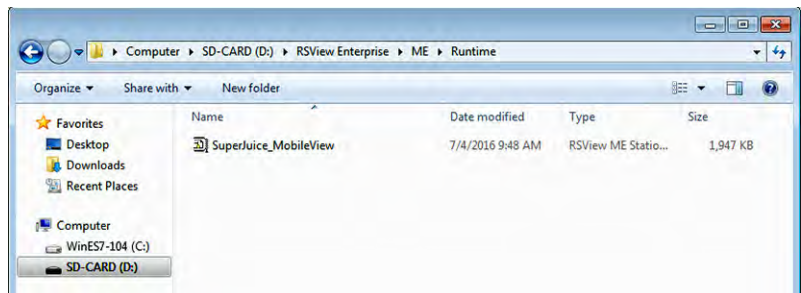 Computer ▸ SD-CARD (D:) ▸ RSView Enterprise ▸ ME ▸ Runtime
Organize Share with New folder
Favorites
Desktop
Downloads
Recent Places
Computer
WinES7-104 (C:)
SD-CARD (D:)
Name Date modified Type Size
SuperJuice_MobileView 7/4/2016 9:48 AM RSView ME Statio... 1,947 KB